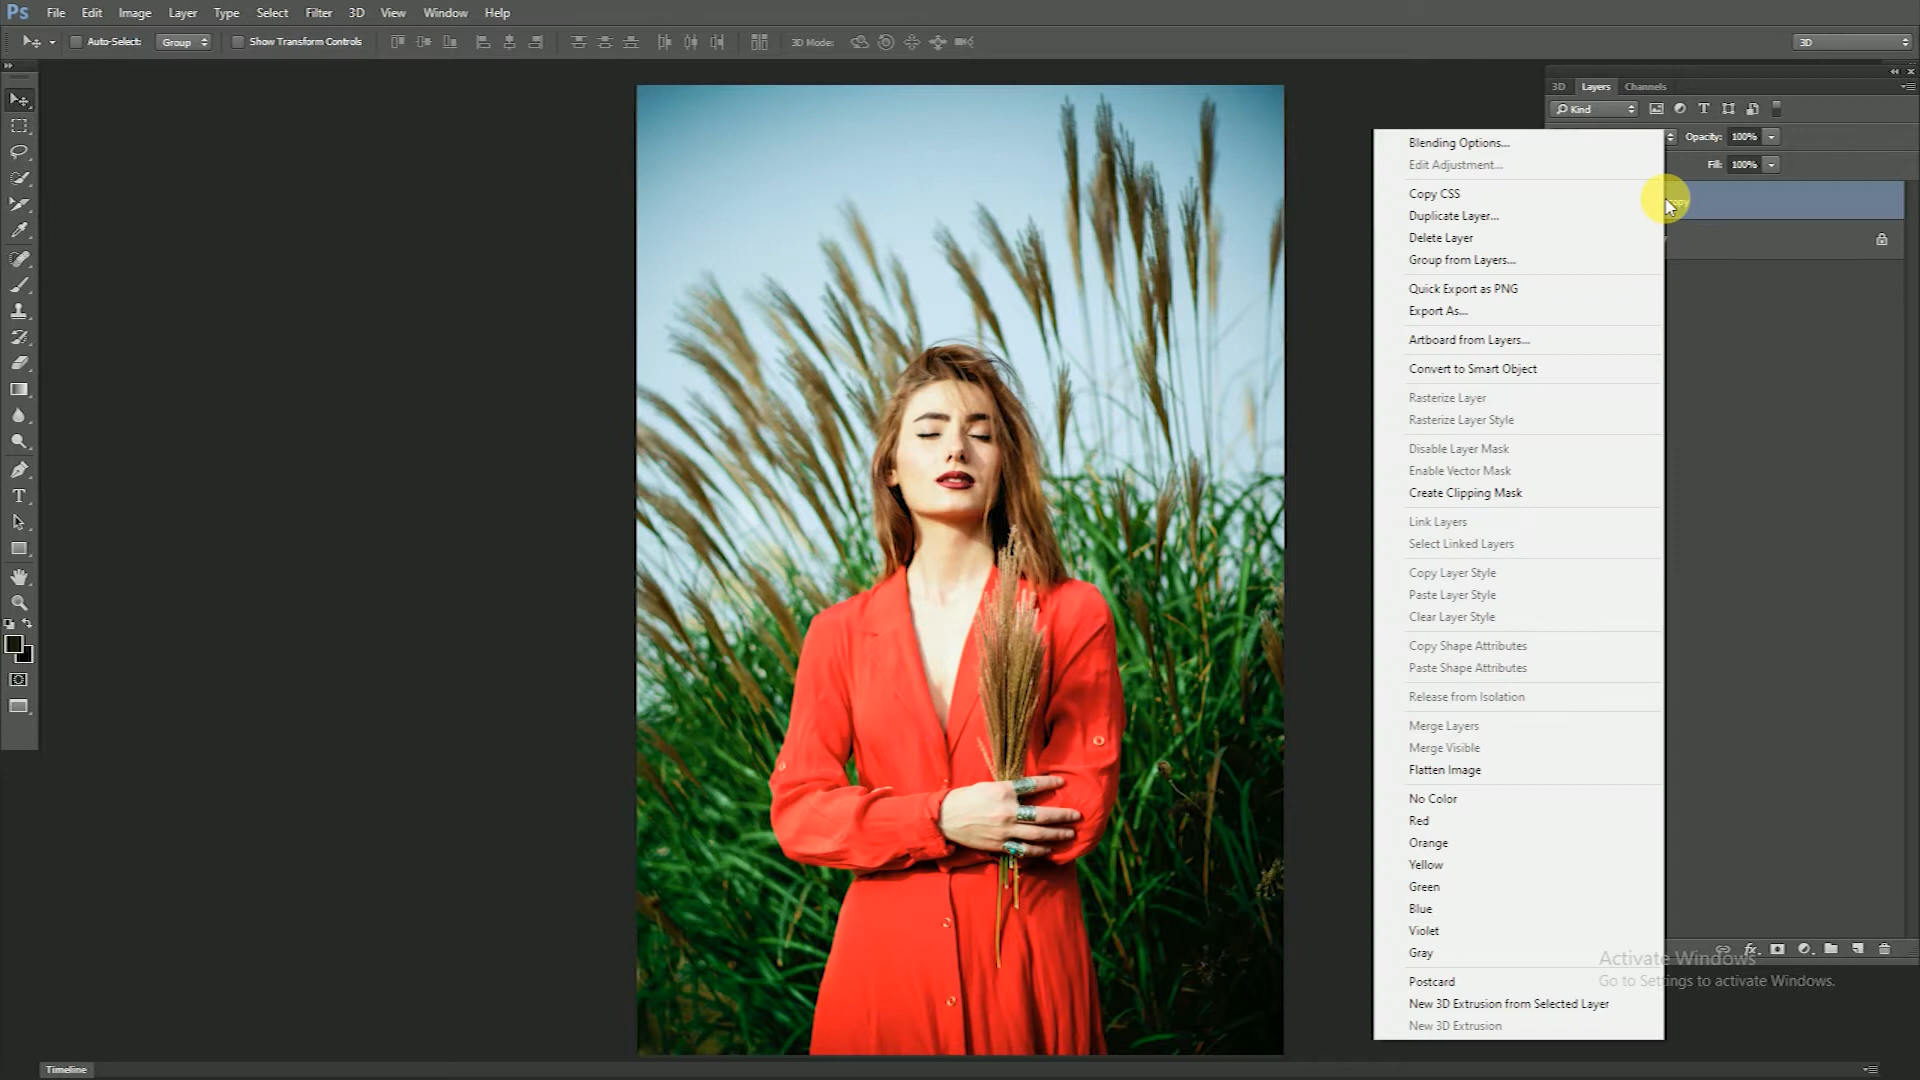 Ps File Edit Image Layer Type Select Filter 3D View Window Help
Auto-Select: Group Show Transform Controls 3D Mode: 3D
3D Layers Channels
Kind
Opacity: 100%
Fill: 100%
copy
Blending Options...
Edit Adjustment...
Copy CSS
Duplicate Layer...
Delete Layer
Group from Layers...
Quick Export as PNG
Export As...
Artboard from Layers...
Convert to Smart Object
Rasterize Layer
Rasterize Layer Style
Disable Layer Mask
Enable Vector Mask
Create Clipping Mask
Link Layers
Select Linked Layers
Copy Layer Style
Paste Layer Style
Clear Layer Style
Copy Shape Attributes
Paste Shape Attributes
Release from Isolation
Merge Layers
Merge Visible
Flatten Image
No Color
Red
Orange
Yellow
Green
Blue
Violet
Gray
Postcard
New 3D Extrusion from Selected Layer
New 3D Extrusion
Activate Windows
Go to Settings to activate Windows.
Timeline